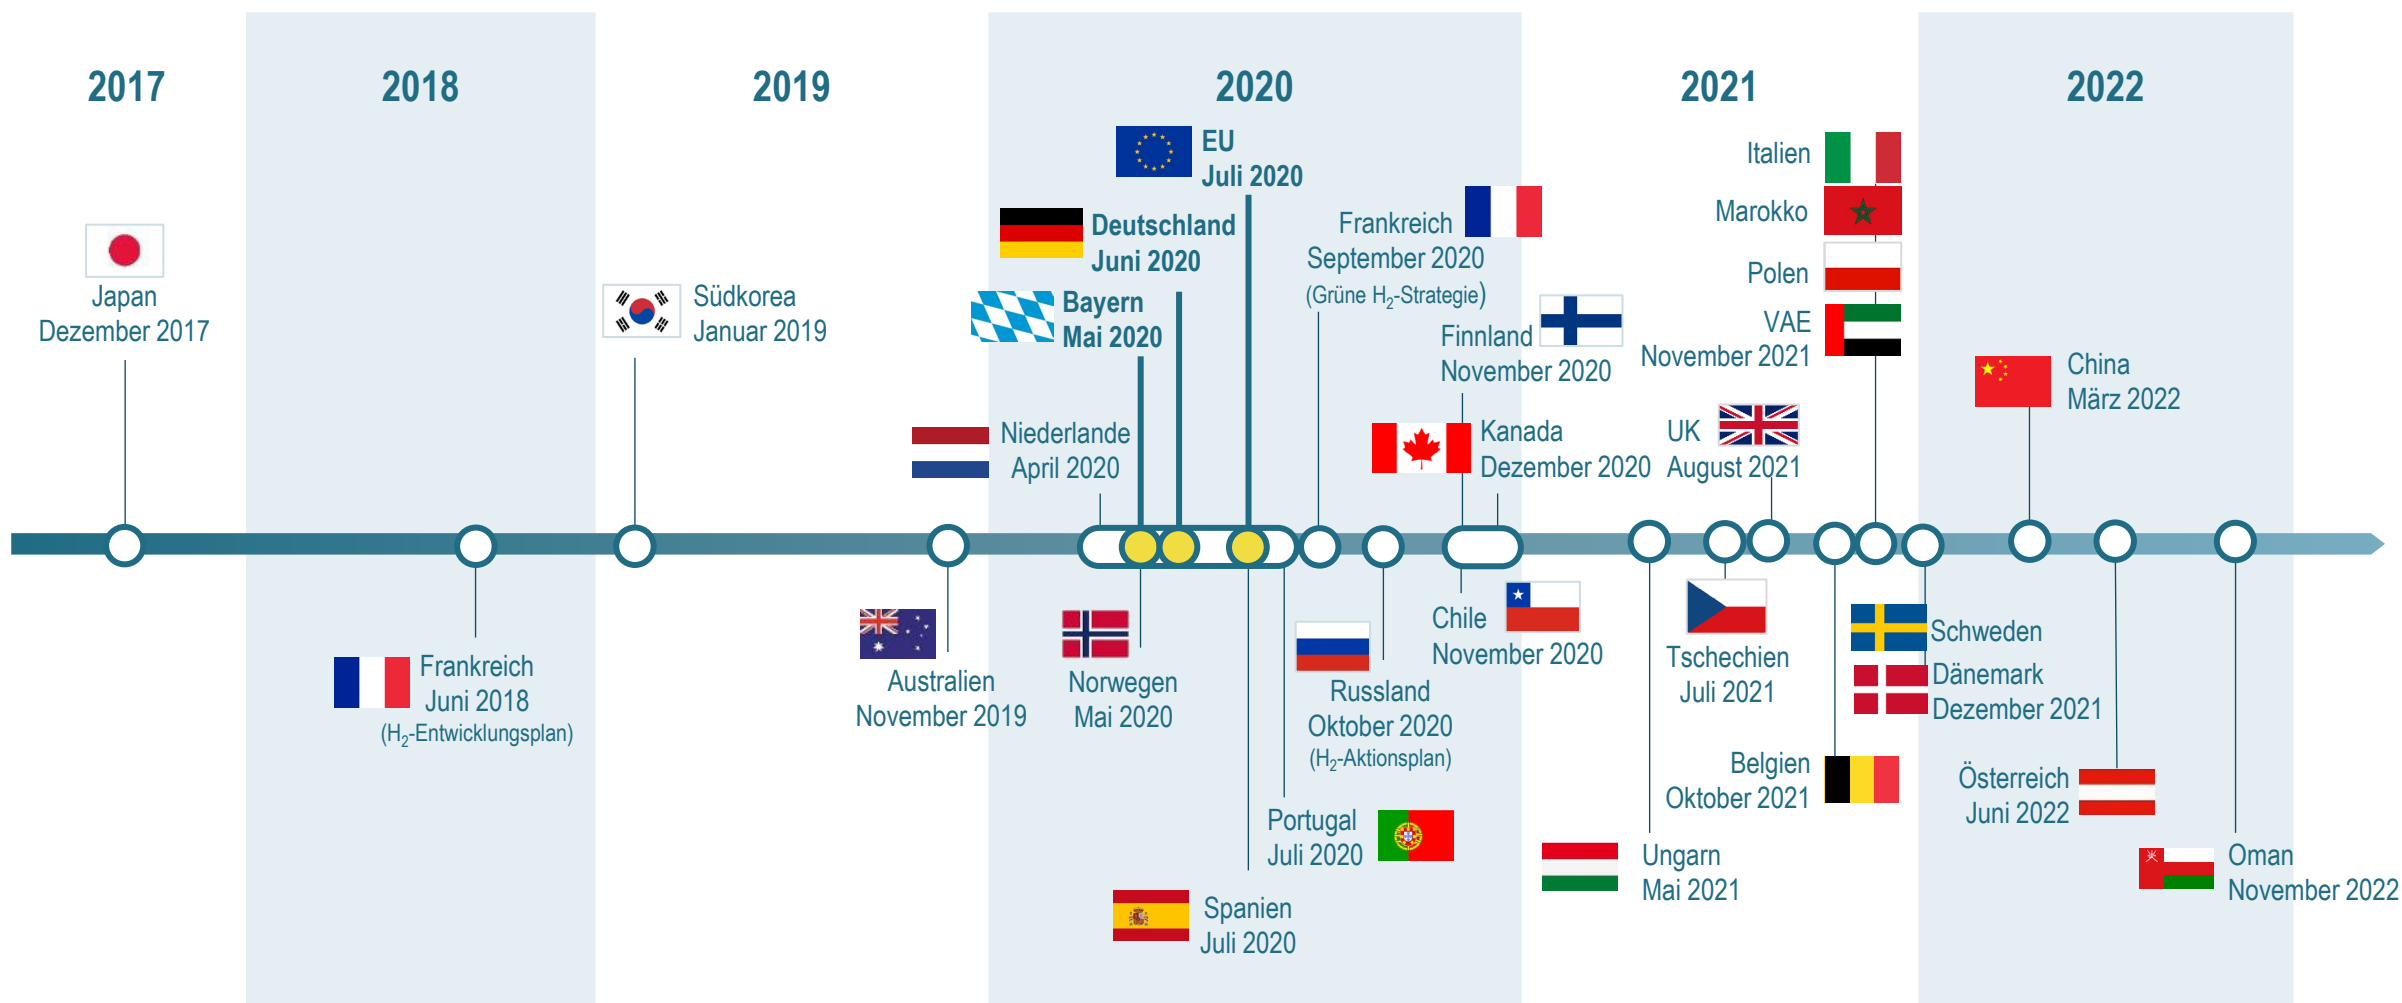 2017
2018
2019
2020
2021
2022
Japan
Dezember 2017
Frankreich
Juni 2018
(H₂-Entwicklungsplan)
Südkorea
Januar 2019
Australien
November 2019
Niederlande
April 2020
Bayern
Mai 2020
Norwegen
Mai 2020
Deutschland
Juni 2020
EU
Juli 2020
Spanien
Juli 2020
Portugal
Juli 2020
Frankreich
September 2020
(Grüne H₂-Strategie)
Russland
Oktober 2020
(H₂-Aktionsplan)
Finnland
November 2020
Chile
November 2020
Kanada
Dezember 2020
Ungarn
Mai 2021
Tschechien
Juli 2021
UK
August 2021
Belgien
Oktober 2021
Italien
Marokko
Polen
VAE
November 2021
Schweden
Dänemark
Dezember 2021
China
März 2022
Österreich
Juni 2022
Oman
November 2022